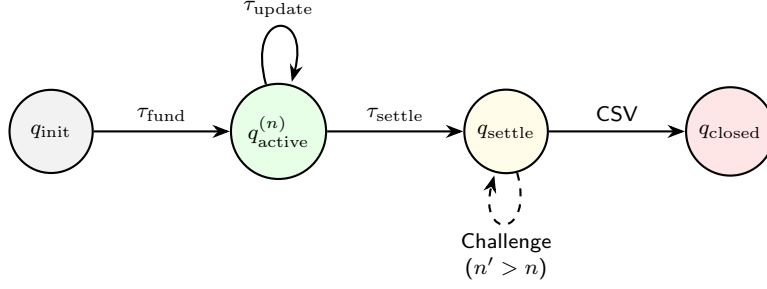 τ_update
q_init
τ_fund
q_active^(n)
τ_settle
q_settle
CSV
q_closed
Challenge
(n′ > n)